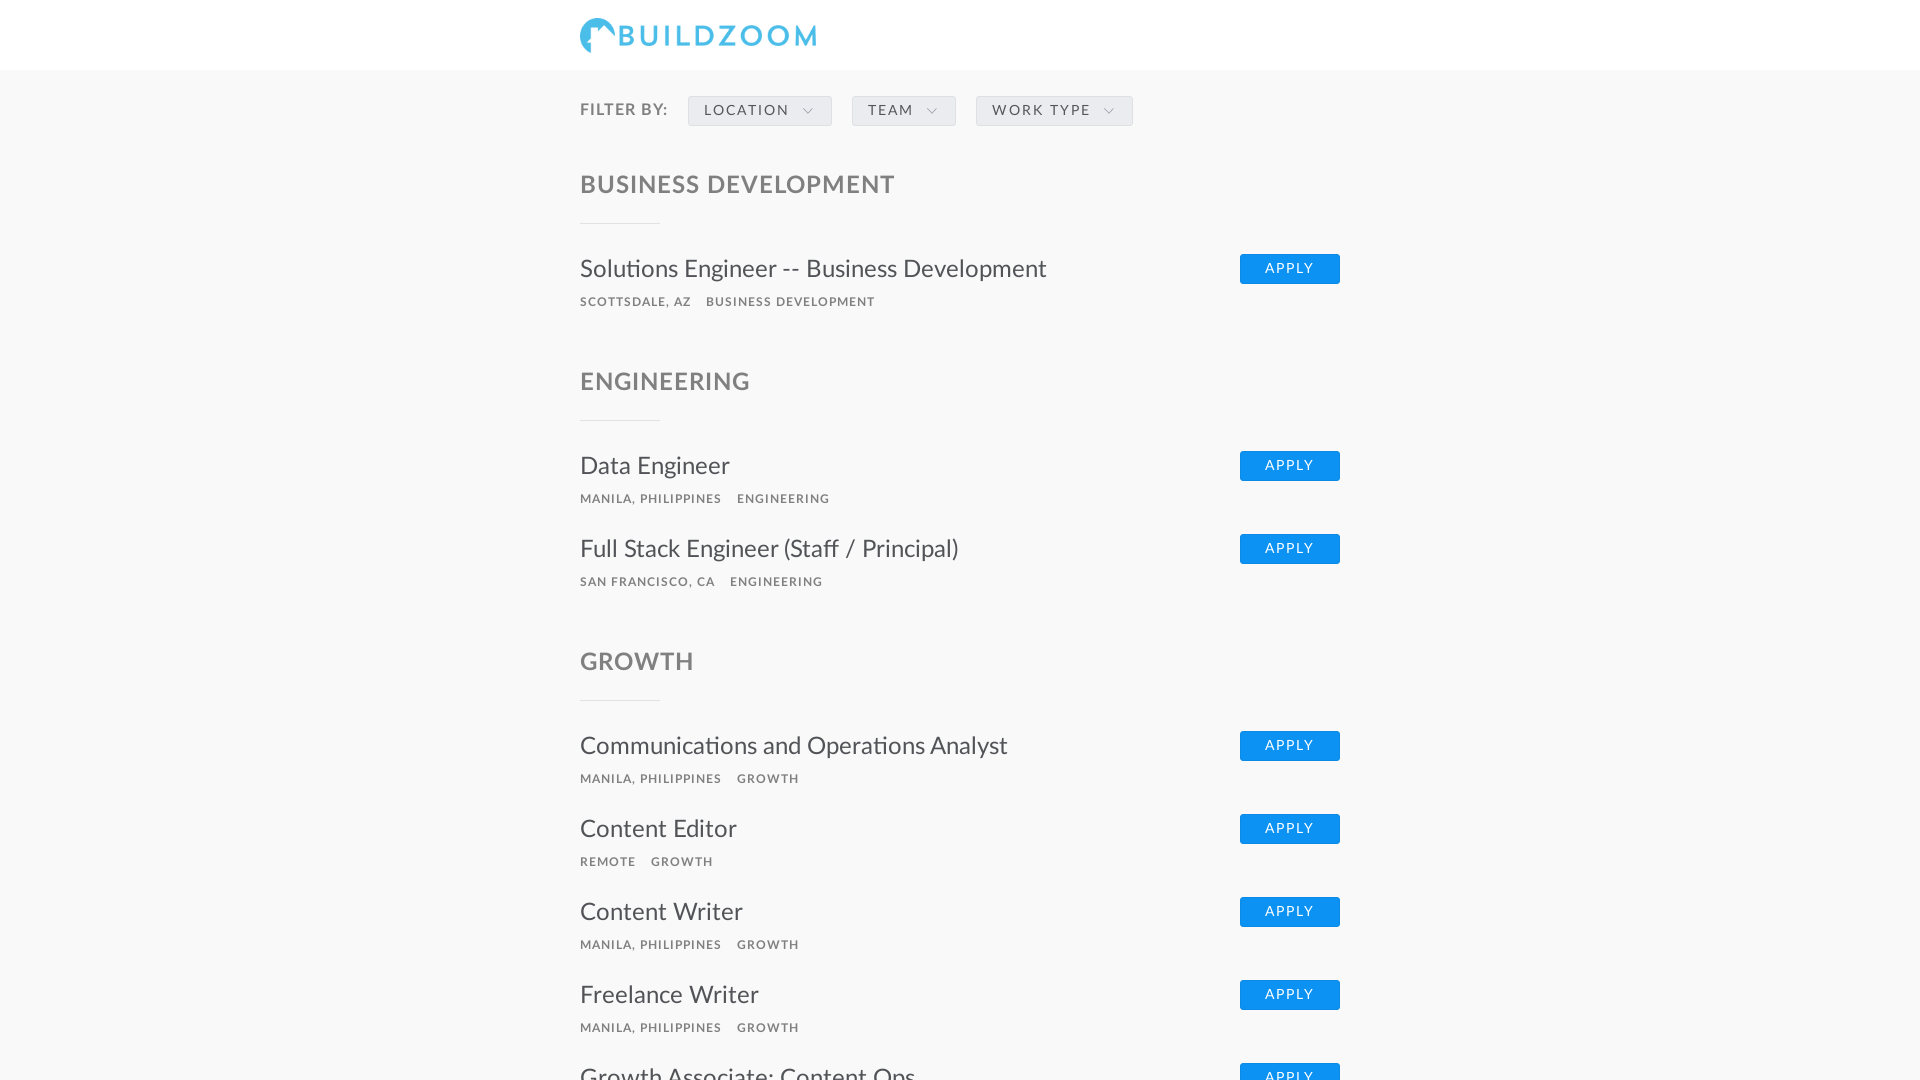 BUILDZOOM
FILTER BY: LOCATION TEAM WORK TYPE
BUSINESS DEVELOPMENT
Solutions Engineer -- Business Development APPLY
SCOTTSDALE, AZ BUSINESS DEVELOPMENT
ENGINEERING
Data Engineer APPLY
MANILA, PHILIPPINES ENGINEERING
Full Stack Engineer (Staff / Principal) APPLY
SAN FRANCISCO, CA ENGINEERING
GROWTH
Communications and Operations Analyst APPLY
MANILA, PHILIPPINES GROWTH
Content Editor APPLY
REMOTE GROWTH
Content Writer APPLY
MANILA, PHILIPPINES GROWTH
Freelance Writer APPLY
MANILA, PHILIPPINES GROWTH
Growth Associate: Content Ops APPLY